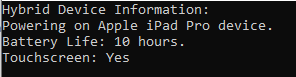 Hybrid Device Information:
Powering on Apple iPad Pro device.
Battery Life: 10 hours.
Touchscreen: Yes